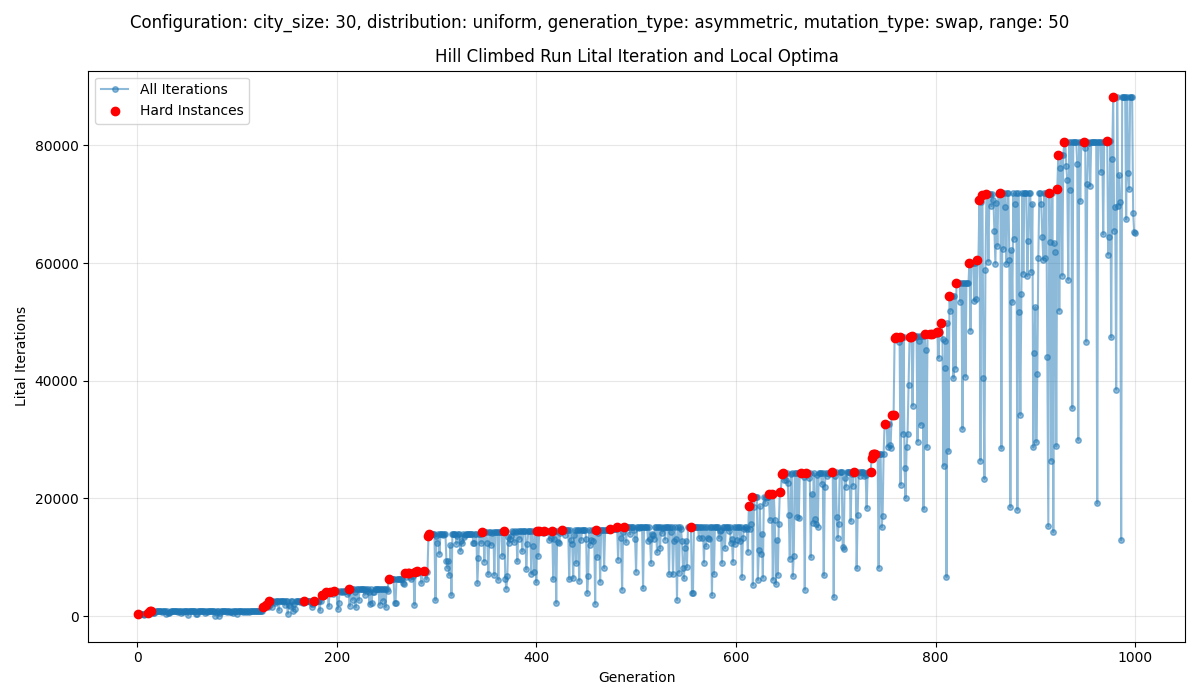 Configuration: city_size: 30, distribution: uniform, generation_type: asymmetric, mutation_type: swap, range: 50
Hill Climbed Run Lital Iteration and Local Optima
All Iterations
Hard Instances
80000
60000
40000
20000
0
Lital Iterations
0 200 400 600 800 1000
Generation